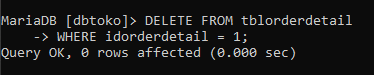 MariaDB [dbtoko]> DELETE FROM tblorderdetail
    -> WHERE idorderdetail = 1;
Query OK, 0 rows affected (0.000 sec)